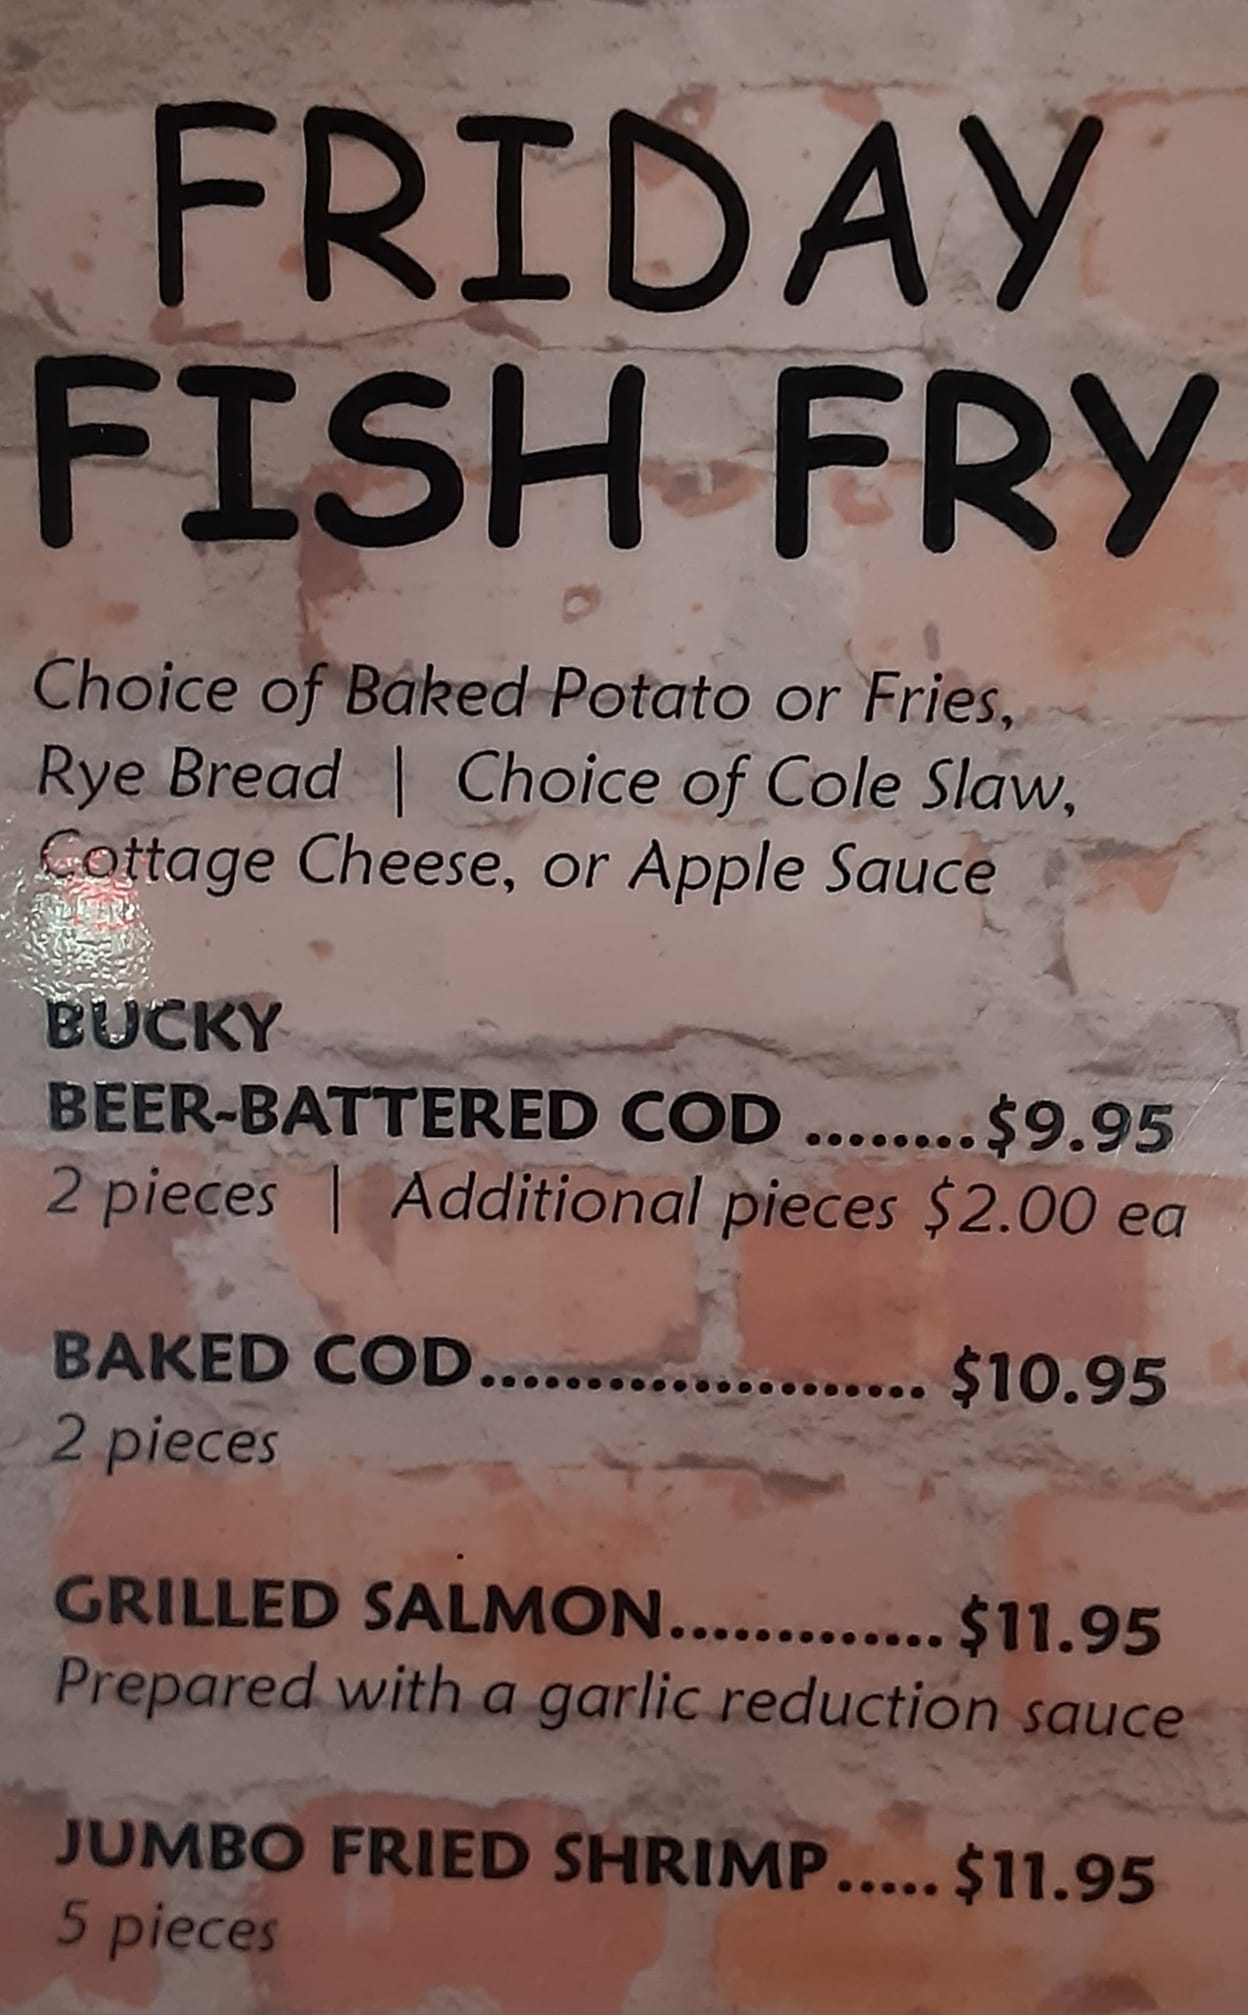 FRIDAY
FISH FRY
Choice of Baked Potato or Fries,
Rye Bread | Choice of Cole Slaw,
Cottage Cheese, or Apple Sauce
BUCKY
BEER-BATTERED COD ........$9.95
2 pieces | Additional pieces $2.00 ea
BAKED COD..................... $10.95
2 pieces
GRILLED SALMON............. $11.95
Prepared with a garlic reduction sauce
JUMBO FRIED SHRIMP..... $11.95
5 pieces